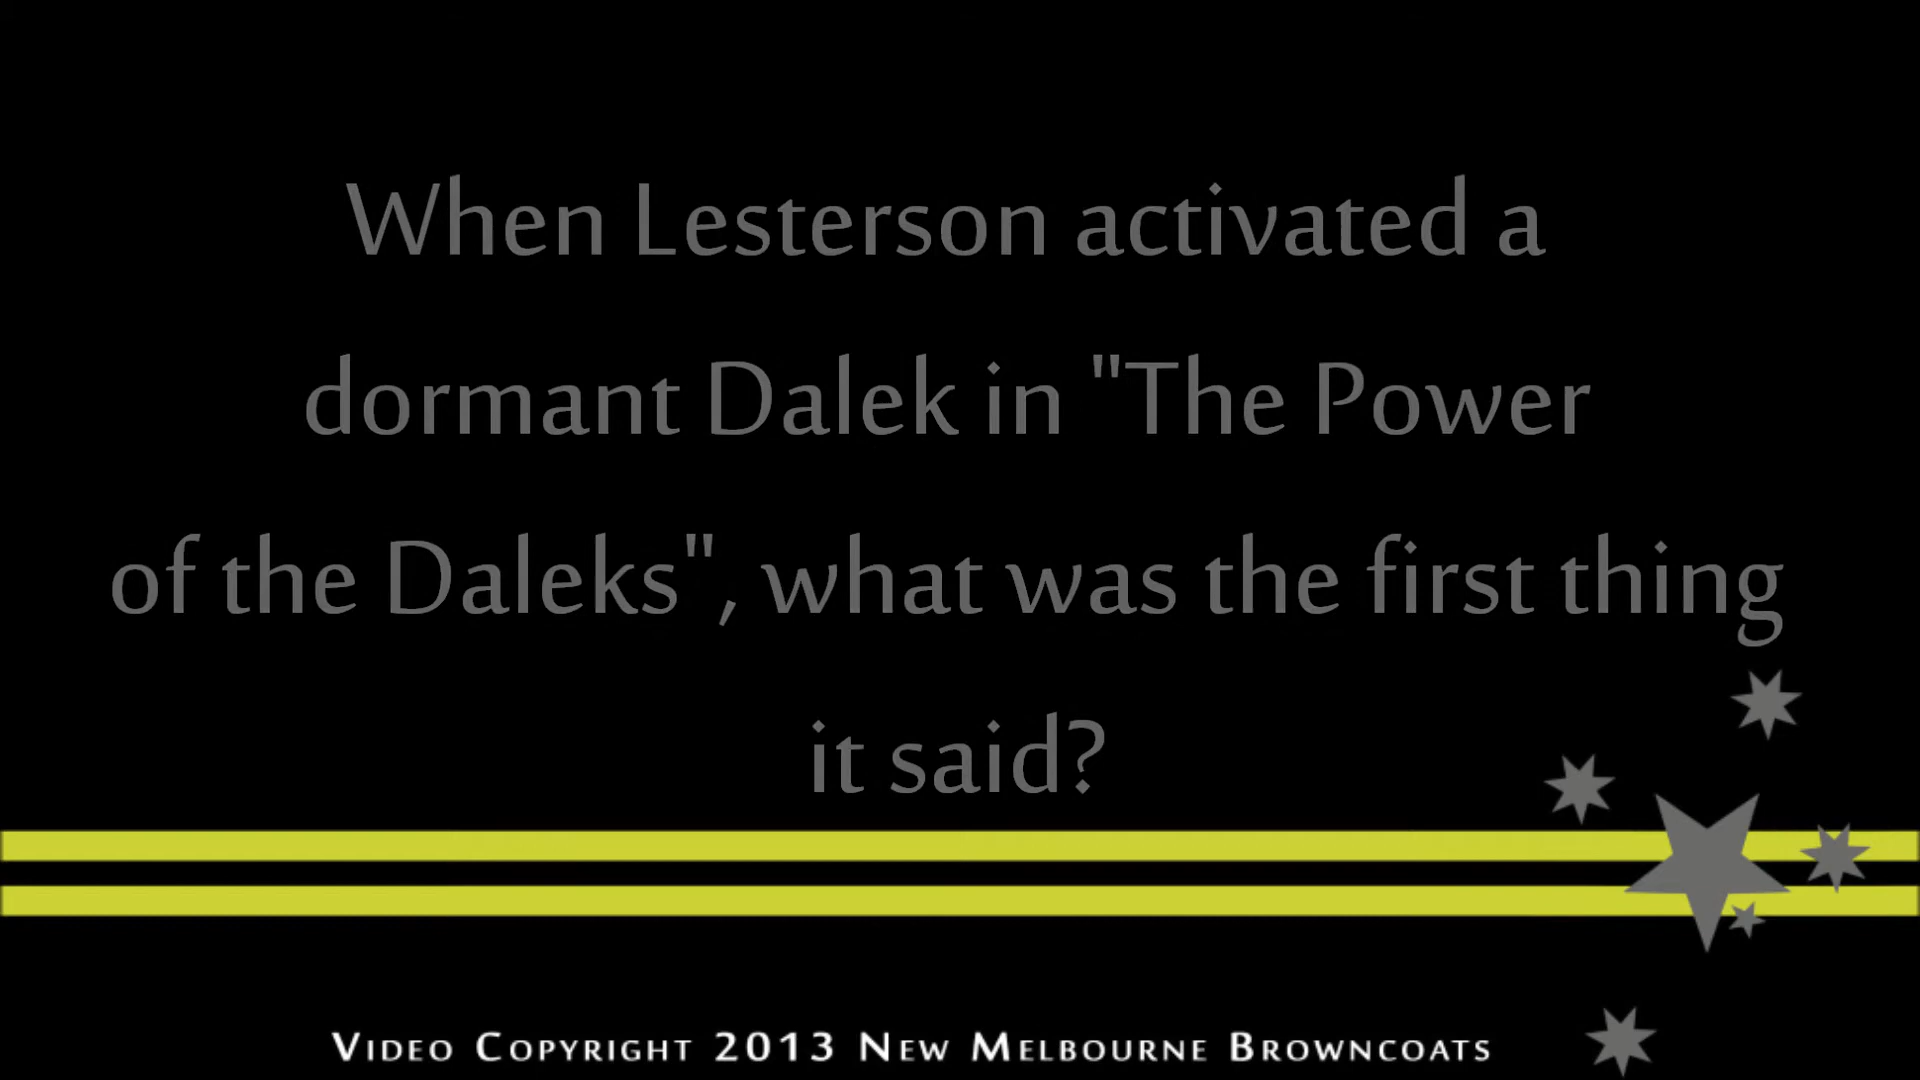 When Lesterson activated a
dormant Dalek in "The Power
of the Daleks", what was the first thing
it said?
Video Copyright 2013 New Melbourne Browncoats